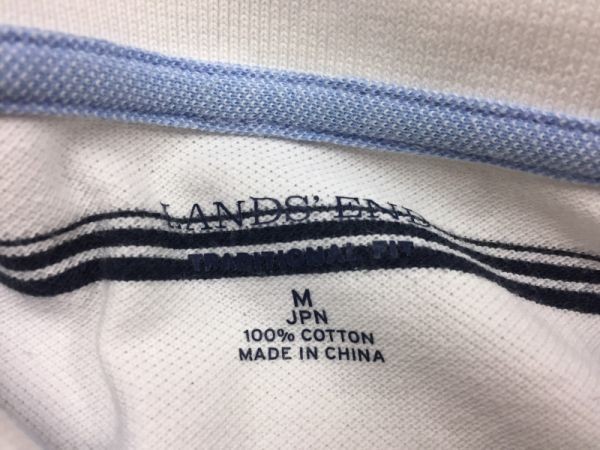 LANDS' END
TRADITIONAL FIT
M
JPN
100% COTTON
MADE IN CHINA